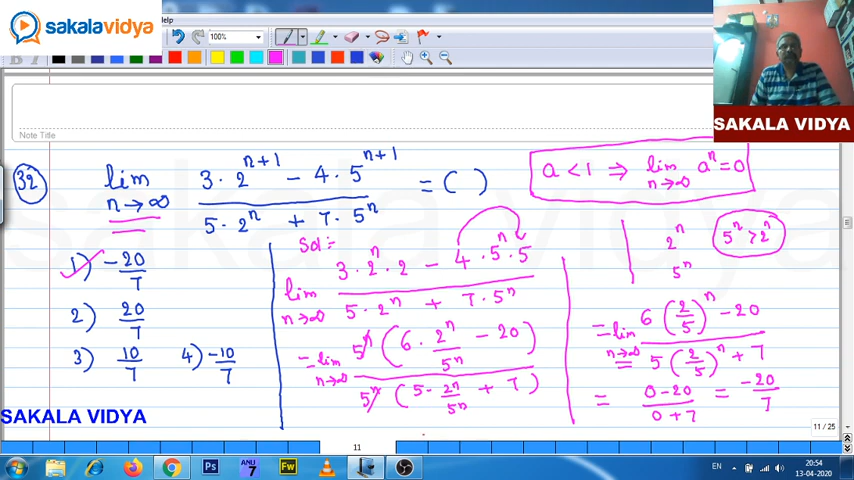 sakalavidya
Help
100%
B I
SAKALA VIDYA
Note Title
32
lim n→∞ (3·2^(n+1) − 4·5^(n+1)) / (5·2^n + 7·5^n) = ( )
a < 1 ⇒ lim n→∞ a^n = 0
1) −20/7
2) 20/7
3) 10/7 4) −10/7
Sol:
lim n→∞ (3·2^n·2 − 4·5^n·5) / (5·2^n + 7·5^n)
= lim n→∞ 5^n (6·2^n/5^n − 20) / 5^n (5·2^n/5^n + 7)
2^n
5^n
5^n > 2^n
= lim n→∞ (6(2/5)^n − 20) / (5(2/5)^n + 7)
= (0−20)/(0+7) = −20/7
SAKALA VIDYA
11/25
11
Ps
ANU 7
Fw
EN
20:54
13-04-2020